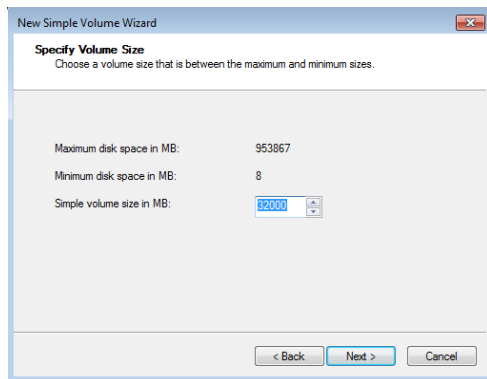 New Simple Volume Wizard
Specify Volume Size
Choose a volume size that is between the maximum and minimum sizes.
Maximum disk space in MB: 953867
Minimum disk space in MB: 8
Simple volume size in MB: 32000
< Back Next > Cancel